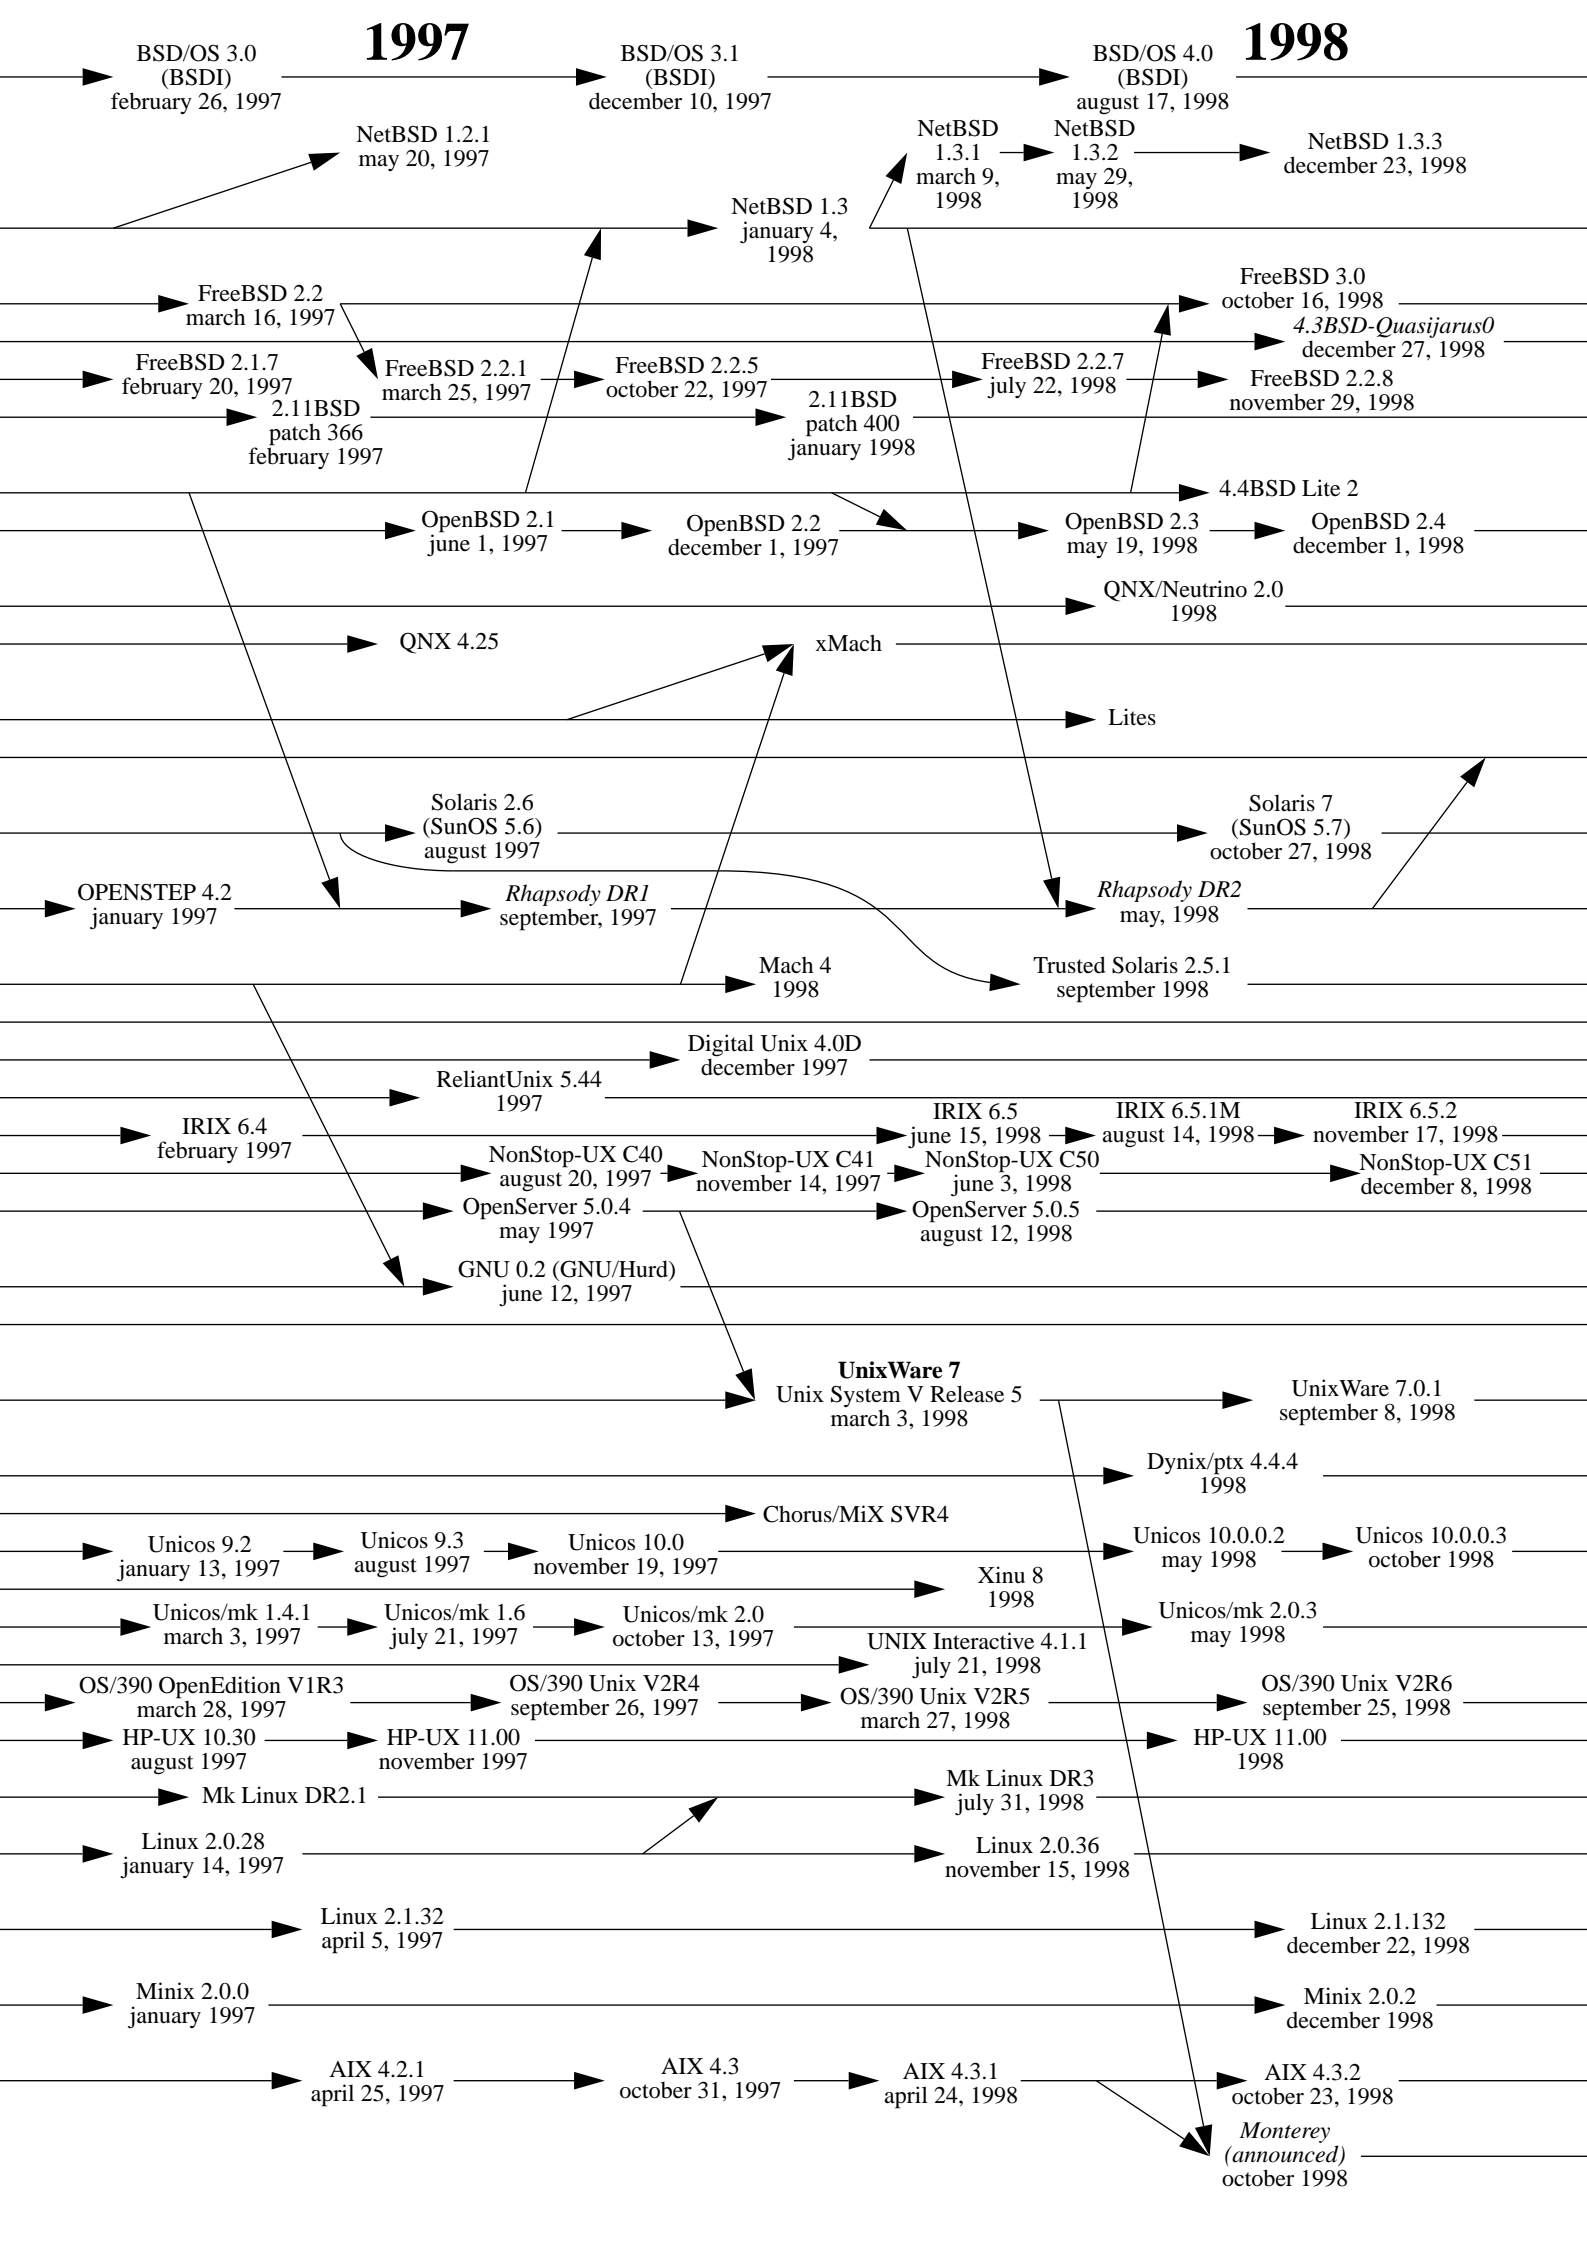 1997
1998
BSD/OS 3.0
(BSDI)
february 26, 1997
BSD/OS 3.1
(BSDI)
december 10, 1997
BSD/OS 4.0
(BSDI)
august 17, 1998
NetBSD 1.2.1
may 20, 1997
NetBSD
1.3.1
march 9,
1998
NetBSD
1.3.2
may 29,
1998
NetBSD 1.3.3
december 23, 1998
NetBSD 1.3
january 4,
1998
FreeBSD 2.2
march 16, 1997
FreeBSD 3.0
october 16, 1998
4.3BSD-Quasijarus0
december 27, 1998
FreeBSD 2.1.7
february 20, 1997
FreeBSD 2.2.1
march 25, 1997
FreeBSD 2.2.5
october 22, 1997
FreeBSD 2.2.7
july 22, 1998
FreeBSD 2.2.8
november 29, 1998
2.11BSD
patch 366
february 1997
2.11BSD
patch 400
january 1998
4.4BSD Lite 2
OpenBSD 2.1
june 1, 1997
OpenBSD 2.2
december 1, 1997
OpenBSD 2.3
may 19, 1998
OpenBSD 2.4
december 1, 1998
QNX/Neutrino 2.0
1998
QNX 4.25
xMach
Lites
Solaris 2.6
(SunOS 5.6)
august 1997
Solaris 7
(SunOS 5.7)
october 27, 1998
OPENSTEP 4.2
january 1997
Rhapsody DR1
september, 1997
Rhapsody DR2
may, 1998
Mach 4
1998
Trusted Solaris 2.5.1
september 1998
Digital Unix 4.0D
december 1997
ReliantUnix 5.44
1997
IRIX 6.4
february 1997
IRIX 6.5
june 15, 1998
IRIX 6.5.1M
august 14, 1998
IRIX 6.5.2
november 17, 1998
NonStop-UX C40
august 20, 1997
NonStop-UX C41
november 14, 1997
NonStop-UX C50
june 3, 1998
NonStop-UX C51
december 8, 1998
OpenServer 5.0.4
may 1997
OpenServer 5.0.5
august 12, 1998
GNU 0.2 (GNU/Hurd)
june 12, 1997
UnixWare 7
Unix System V Release 5
march 3, 1998
UnixWare 7.0.1
september 8, 1998
Dynix/ptx 4.4.4
1998
Chorus/MiX SVR4
Unicos 9.2
january 13, 1997
Unicos 9.3
august 1997
Unicos 10.0
november 19, 1997
Unicos 10.0.0.2
may 1998
Unicos 10.0.0.3
october 1998
Xinu 8
1998
Unicos/mk 1.4.1
march 3, 1997
Unicos/mk 1.6
july 21, 1997
Unicos/mk 2.0
october 13, 1997
Unicos/mk 2.0.3
may 1998
UNIX Interactive 4.1.1
july 21, 1998
OS/390 OpenEdition V1R3
march 28, 1997
OS/390 Unix V2R4
september 26, 1997
OS/390 Unix V2R5
march 27, 1998
OS/390 Unix V2R6
september 25, 1998
HP-UX 10.30
august 1997
HP-UX 11.00
november 1997
HP-UX 11.00
1998
Mk Linux DR2.1
Mk Linux DR3
july 31, 1998
Linux 2.0.28
january 14, 1997
Linux 2.0.36
november 15, 1998
Linux 2.1.32
april 5, 1997
Linux 2.1.132
december 22, 1998
Minix 2.0.0
january 1997
Minix 2.0.2
december 1998
AIX 4.2.1
april 25, 1997
AIX 4.3
october 31, 1997
AIX 4.3.1
april 24, 1998
AIX 4.3.2
october 23, 1998
Monterey
(announced)
october 1998